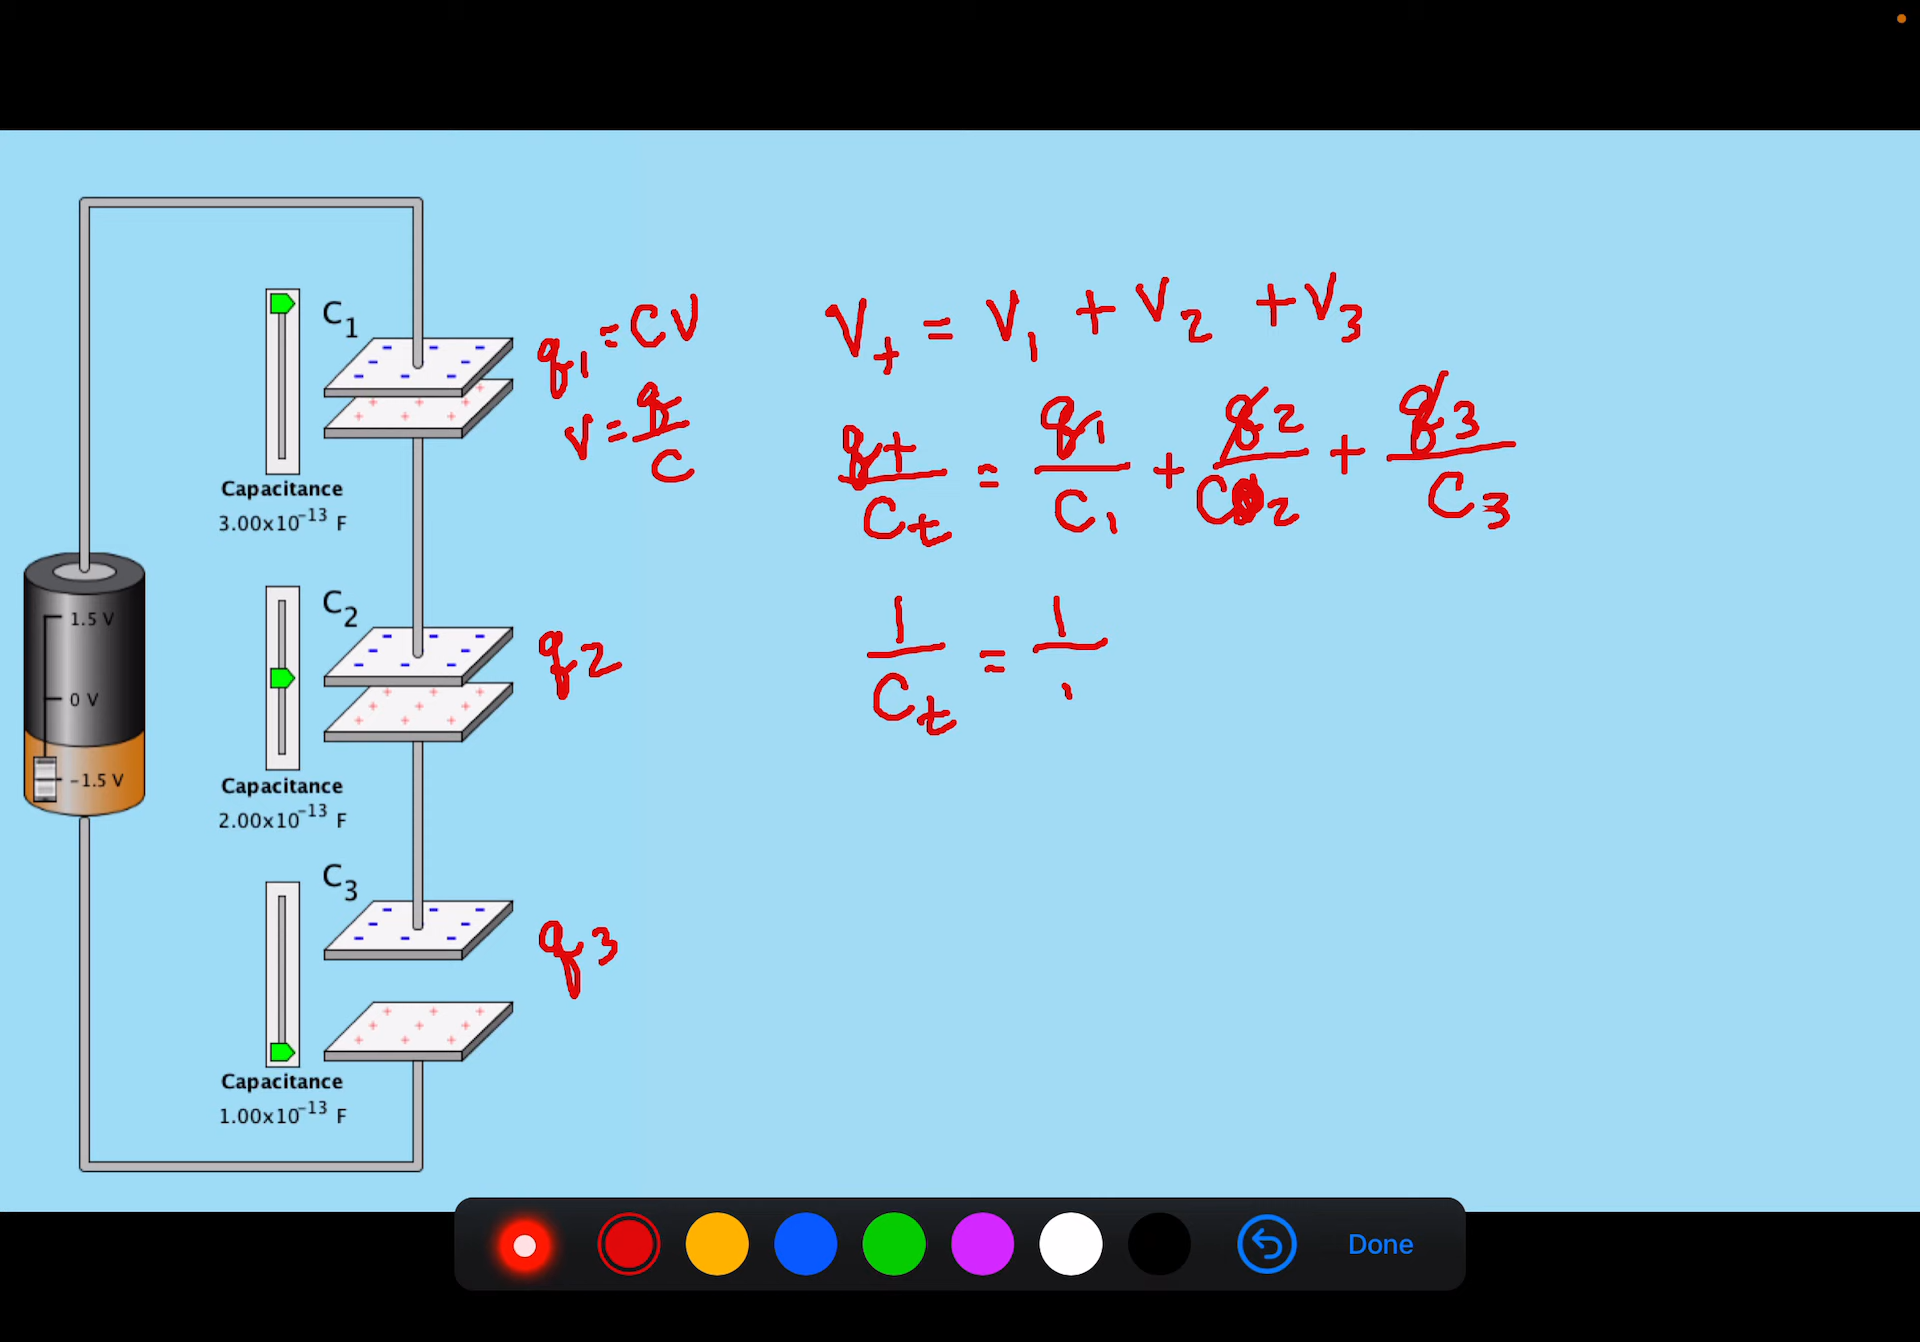 C1
Capacitance
3.00x10-13 F
1.5 V
0 V
-1.5 V
C2
Capacitance
2.00x10-13 F
C3
Capacitance
1.00x10-13 F
q1 = CV
V = q/C
q2
q3
Vt = V1 + V2 + V3
qt/Ct = q1/C1 + q2/C2 + q3/C3
1/Ct = 1/
Done